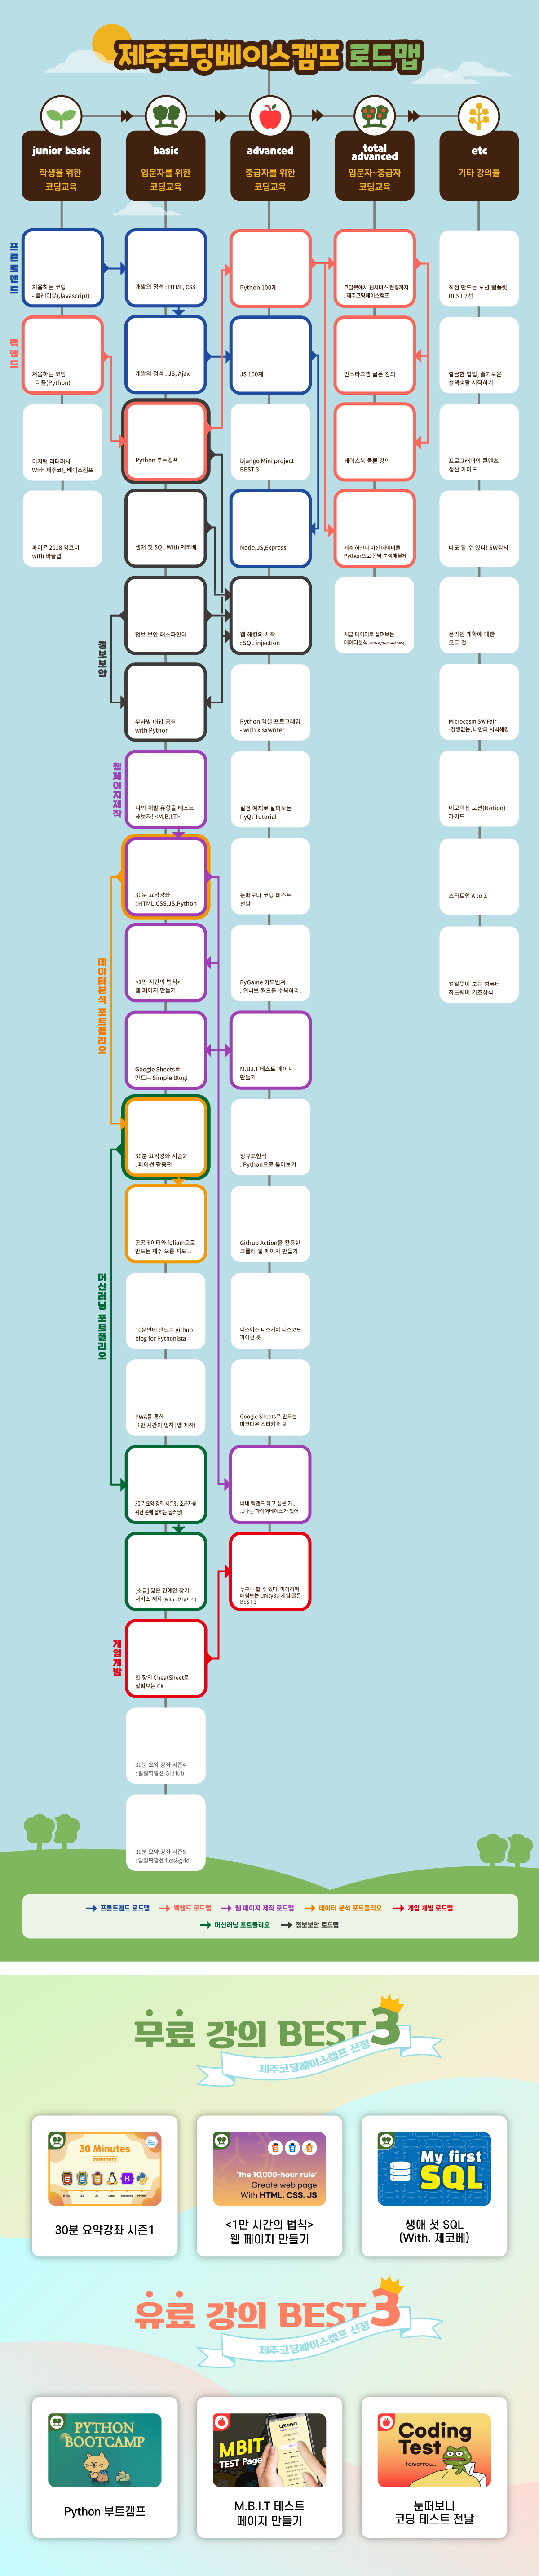 제주코딩베이스캠프 로드맵
junior basic
학생을 위한
코딩교육
basic
입문자를 위한
코딩교육
advanced
중급자를 위한
코딩교육
total
advanced
입문자~중급자
코딩교육
etc
기타 강의들
프론트엔드
처음하는 코딩
- 플레이봇(Javascript)
개발의 정석 : HTML, CSS
Python 100제
코알못에서 웹서비스 런칭까지
: 제주코딩베이스캠프
직접 만드는 노션 템플릿
BEST 7선
백엔드
처음하는 코딩
- 러플(Python)
개발의 정석 : JS, Ajax
JS 100제
인스타그램 클론 강의
깔끔한 협업, 슬기로운
슬랙생활 시작하기
디지털 리터러시
With 제주코딩베이스캠프
Python 부트캠프
Django Mini project
BEST 3
페이스북 클론 강의
프로그래머의 콘텐츠
생산 가이드
파이콘 2018 영코더
with 바울랩
생애 첫 SQL With 제코베
Node,JS,Express
제주 하간디 이신 데이터들
Python으로 몬딱 분석해불게
나도 할 수 있다! SW강사
정보보안
정보 보안 패스파인더
웹 해킹의 시작
: SQL injection
캐글 데이터로 살펴보는
데이터분석 (With Python and SAS)
온라인 개학에 대한
모든 것
무차별 대입 공격
with Python
Python 엑셀 프로그래밍
- with xlsxwriter
Microcosm SW Fair
-경쟁없는, 나만의 시빅해킹
웹페이지제작
나의 개발 유형을 테스트
해보자! <M.B.I.T>
실전 예제로 살펴보는
PyQt Tutorial
메모혁신 노션(Notion)
가이드
30분 요약강좌
: HTML,CSS,JS,Python
눈떠보니 코딩 테스트
전날
스타트업 A to Z
데이터분석 포트폴리오
<1만 시간의 법칙>
웹 페이지 만들기
PyGame 어드벤쳐
: 위니브 월드를 수복하라!
컴알못이 보는 컴퓨터
하드웨어 기초상식
Google Sheets로
만드는 Simple Blog!
M.B.I.T 테스트 페이지
만들기
30분 요약강좌 시즌2
: 파이썬 활용편
정규표현식
: Python으로 톺아보기
공공데이터와 folium으로
만드는 제주 오름 지도...
Github Action을 활용한
크롤러 웹 페이지 만들기
머신러닝 포트폴리오
10분만에 만드는 github
blog for Pythonista
디스이즈 디스커버 디스코드
파이썬 봇
PWA를 통한
[1만 시간의 법칙] 앱 제작!
Google Sheets로 만드는
마크다운 스티커 메모
30분 요약 강좌 시즌3 : 초급자를
위한 손에 잡히는 딥러닝!
너네 백엔드 하고 싶은 거...
...나는 파이어베이스가 있어
[초급] 닮은 연예인 찾기
서비스 제작 (With 티처블머신)
누구나 할 수 있다! 따라하며
배워보는 Unity3D 게임 클론
BEST 3
게임개발
한 장의 CheatSheet로
살펴보는 C#
30분 요약 강좌 시즌4
: 알잘딱깔센 GitHub
30분 요약 강좌 시즌5
: 알잘딱깔센 flex&grid
프론트엔드 로드맵
백엔드 로드맵
웹 페이지 제작 로드맵
데이터 분석 포트폴리오
게임 개발 로드맵
머신러닝 포트폴리오
정보보안 로드맵
무료 강의 BEST 3
제주코딩베이스캠프 선정
30 Minutes
summary
'the 10,000-hour rule'
Create web page
With HTML, CSS, JS
My first
SQL
30분 요약강좌 시즌1
<1만 시간의 법칙>
웹 페이지 만들기
생애 첫 SQL
(With. 제코베)
유료 강의 BEST 3
제주코딩베이스캠프 선정
PYTHON
BOOTCAMP
MBIT
TEST Page
Coding
Test
tomorrow...
Python 부트캠프
M.B.I.T 테스트
페이지 만들기
눈떠보니
코딩 테스트 전날